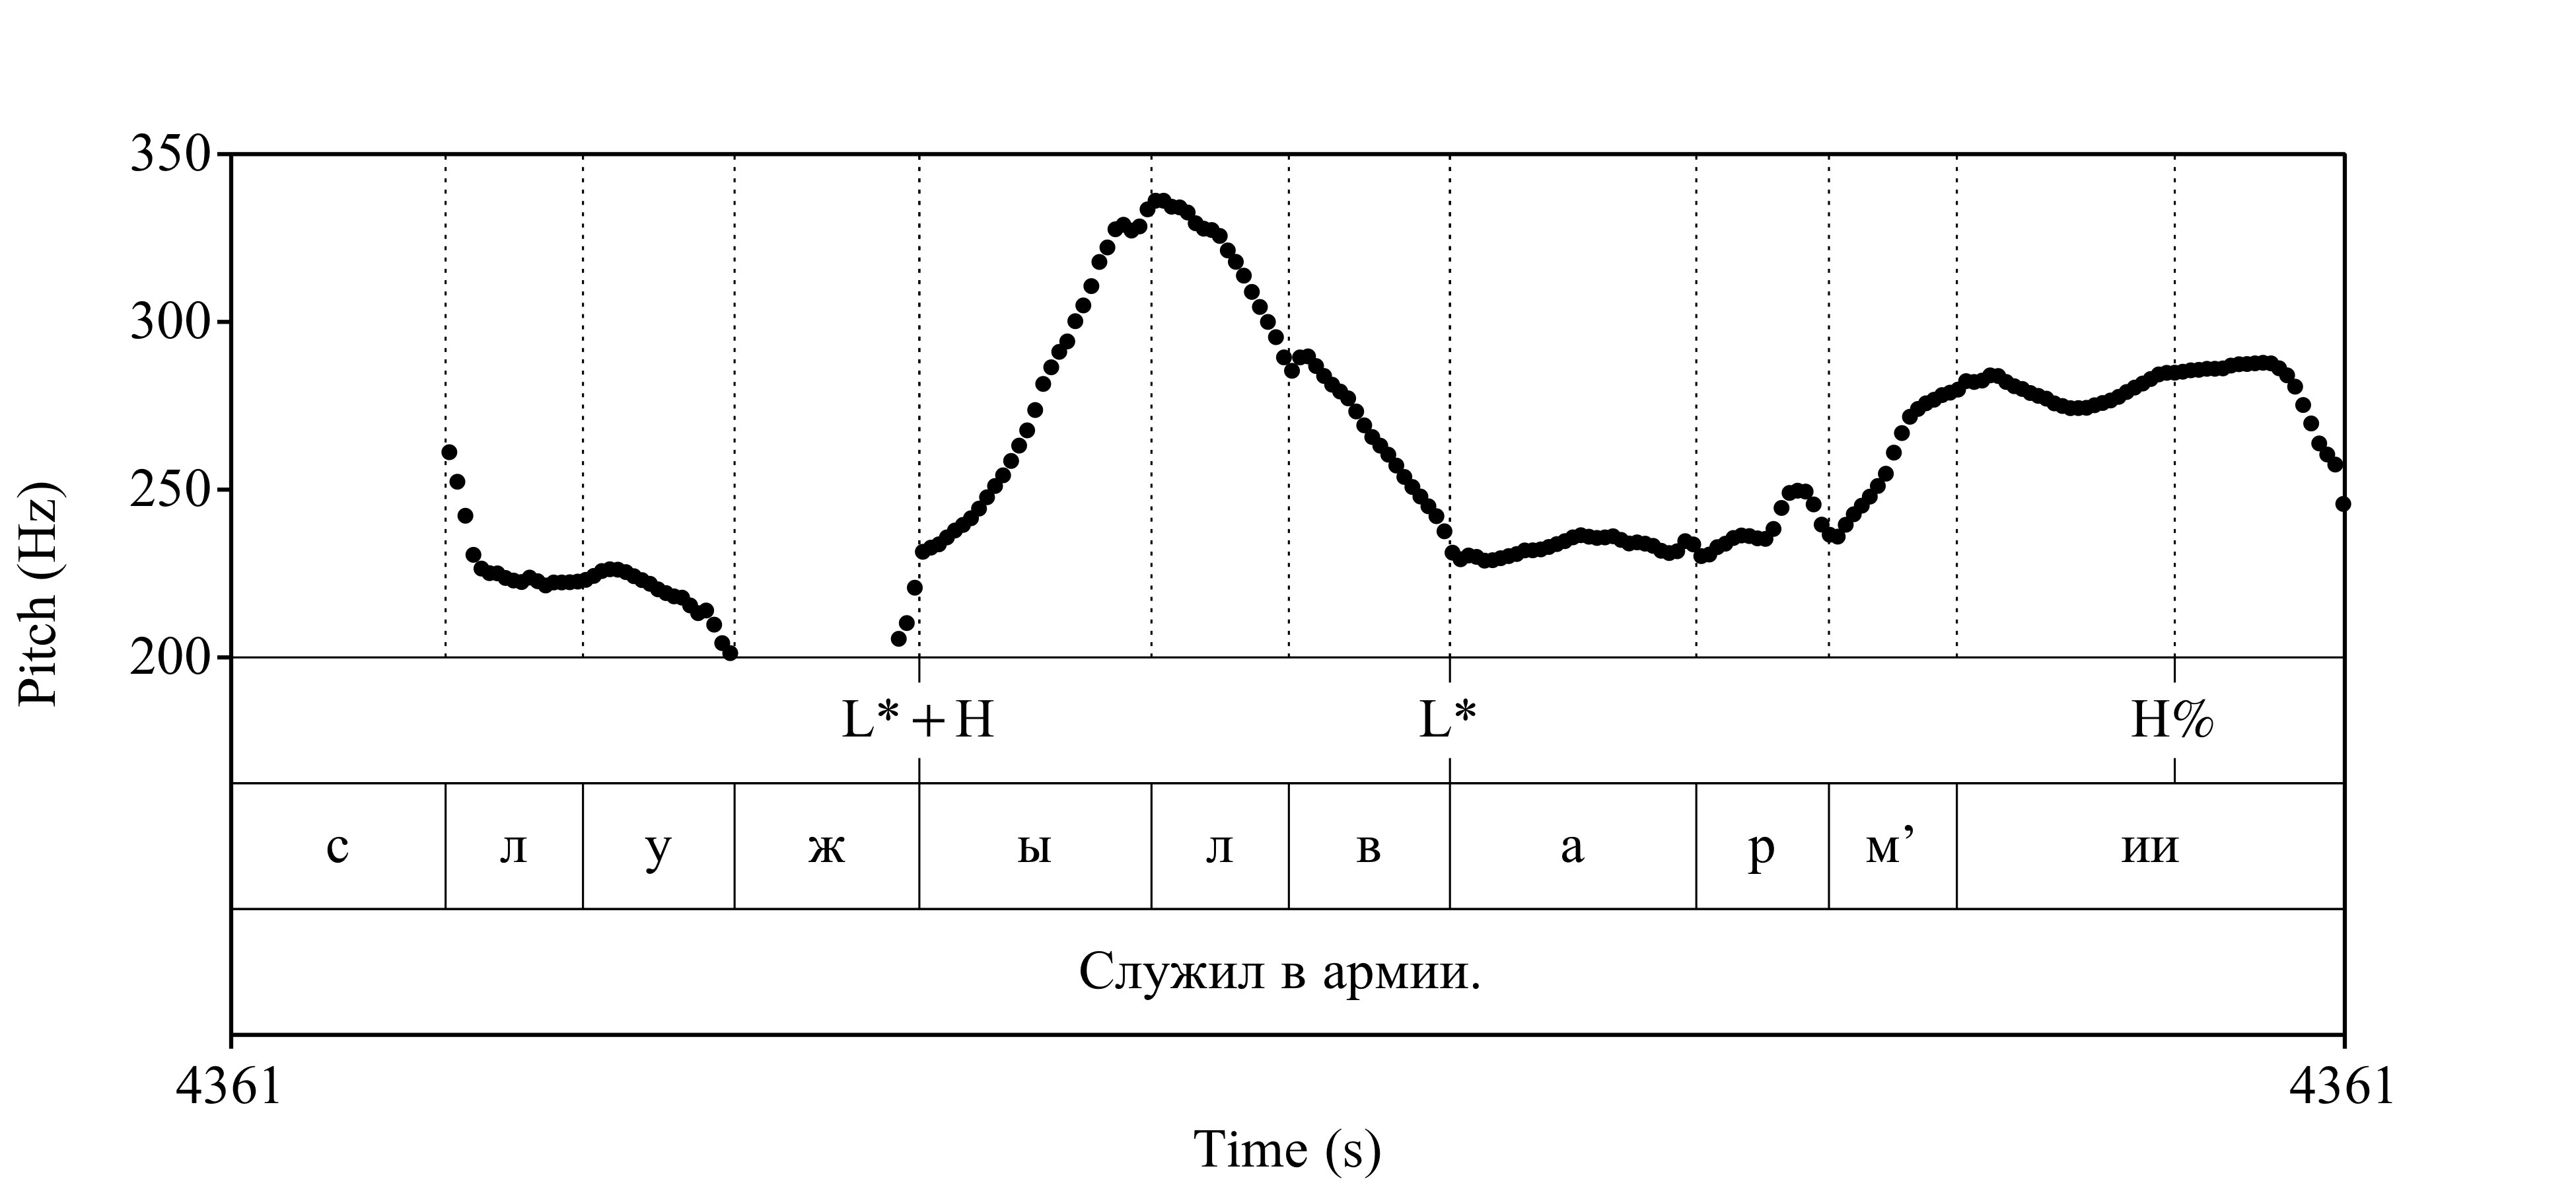 350
300
250
200
Pitch (Hz)
L*+H L* H%
с л у ж ы л в а р м’ ии
Служил в армии.
4361 4361
Time (s)